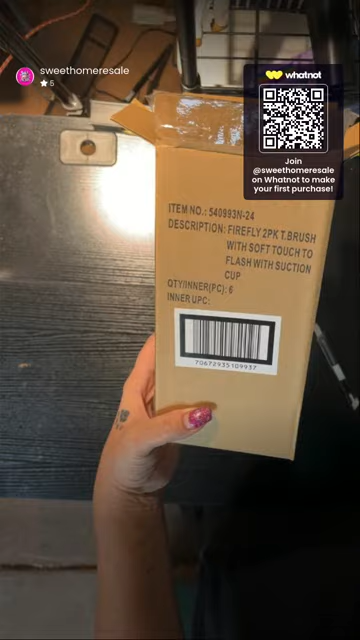 sweethomeresale
★ 5
whatnot
Join
@sweethomeresale
on Whatnot to make
your first purchase!
ITEM NO.: 540993N-24
DESCRIPTION: FIREFLY 2PK T.BRUSH
WITH SOFT TOUCH TO
FLASH WITH SUCTION
CUP
QTY/INNER(PC): 6
INNER UPC:
70672935109937